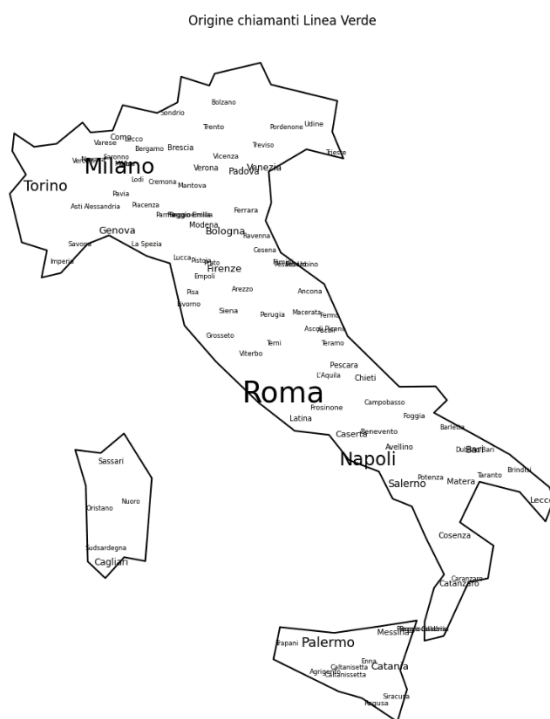 Origine chiamanti Linea Verde
Bolzano
Sondrio
Trento
Pordenone
Udine
Como
Lecco
Varese
Bergamo
Brescia
Treviso
Trieste
Vicenza
Milano
Verona
Padova
Venezia
Torino
Lodi
Cremona
Mantova
Pavia
Asti
Alessandria
Piacenza
Reggio Emilia
Ferrara
Modena
Genova
Bologna
Ravenna
Savona
La Spezia
Cesena
Imperia
Lucca
Pistoia
Prato
Firenze
Empoli
Pisa
Arezzo
Ancona
Livorno
Siena
Perugia
Macerata
Fermo
Grosseto
Terni
Teramo
Viterbo
Pescara
L'Aquila
Chieti
Roma
Frosinone
Campobasso
Latina
Foggia
Caserta
Benevento
Barletta
Avellino
Bari
Napoli
Sassari
Salerno
Potenza
Matera
Taranto
Brindisi
Nuoro
Oristano
Lecce
Cosenza
Sudsardegna
Cagliari
Caranzaro
Catanzaro
Messina
Trapani
Palermo
Enna
Caltanisetta
Catania
Agrigento
Caltanissetta
Siracusa
Ragusa